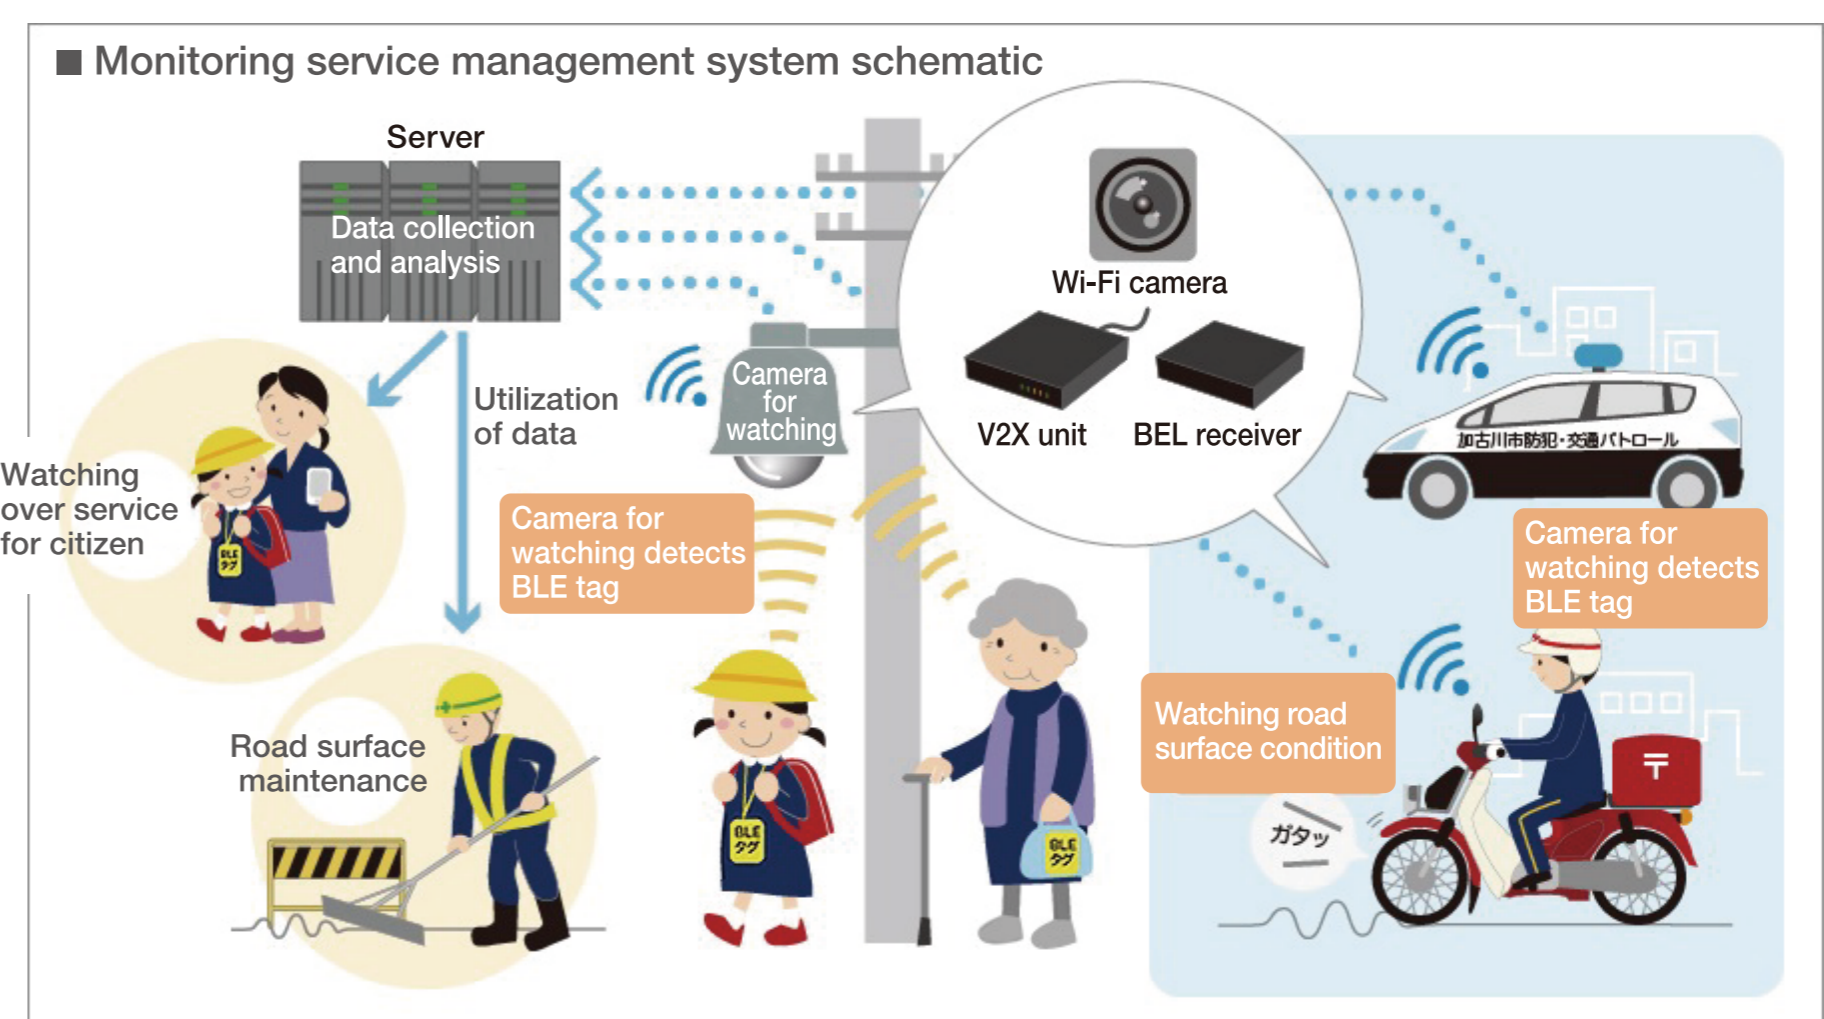 ■ Monitoring service management system schematic
Server
Data collection
and analysis
Wi-Fi camera
V2X unit
BEL receiver
Camera
for
watching
Utilization
of data
Watching
over service
for citizen
BLE
タグ
Camera for
watching detects
BLE tag
加古川市防犯・交通パトロール
Camera for
watching detects
BLE tag
Road surface
maintenance
Watching road
surface condition
BLE
タグ
BLE
タグ
ガタッ
〒